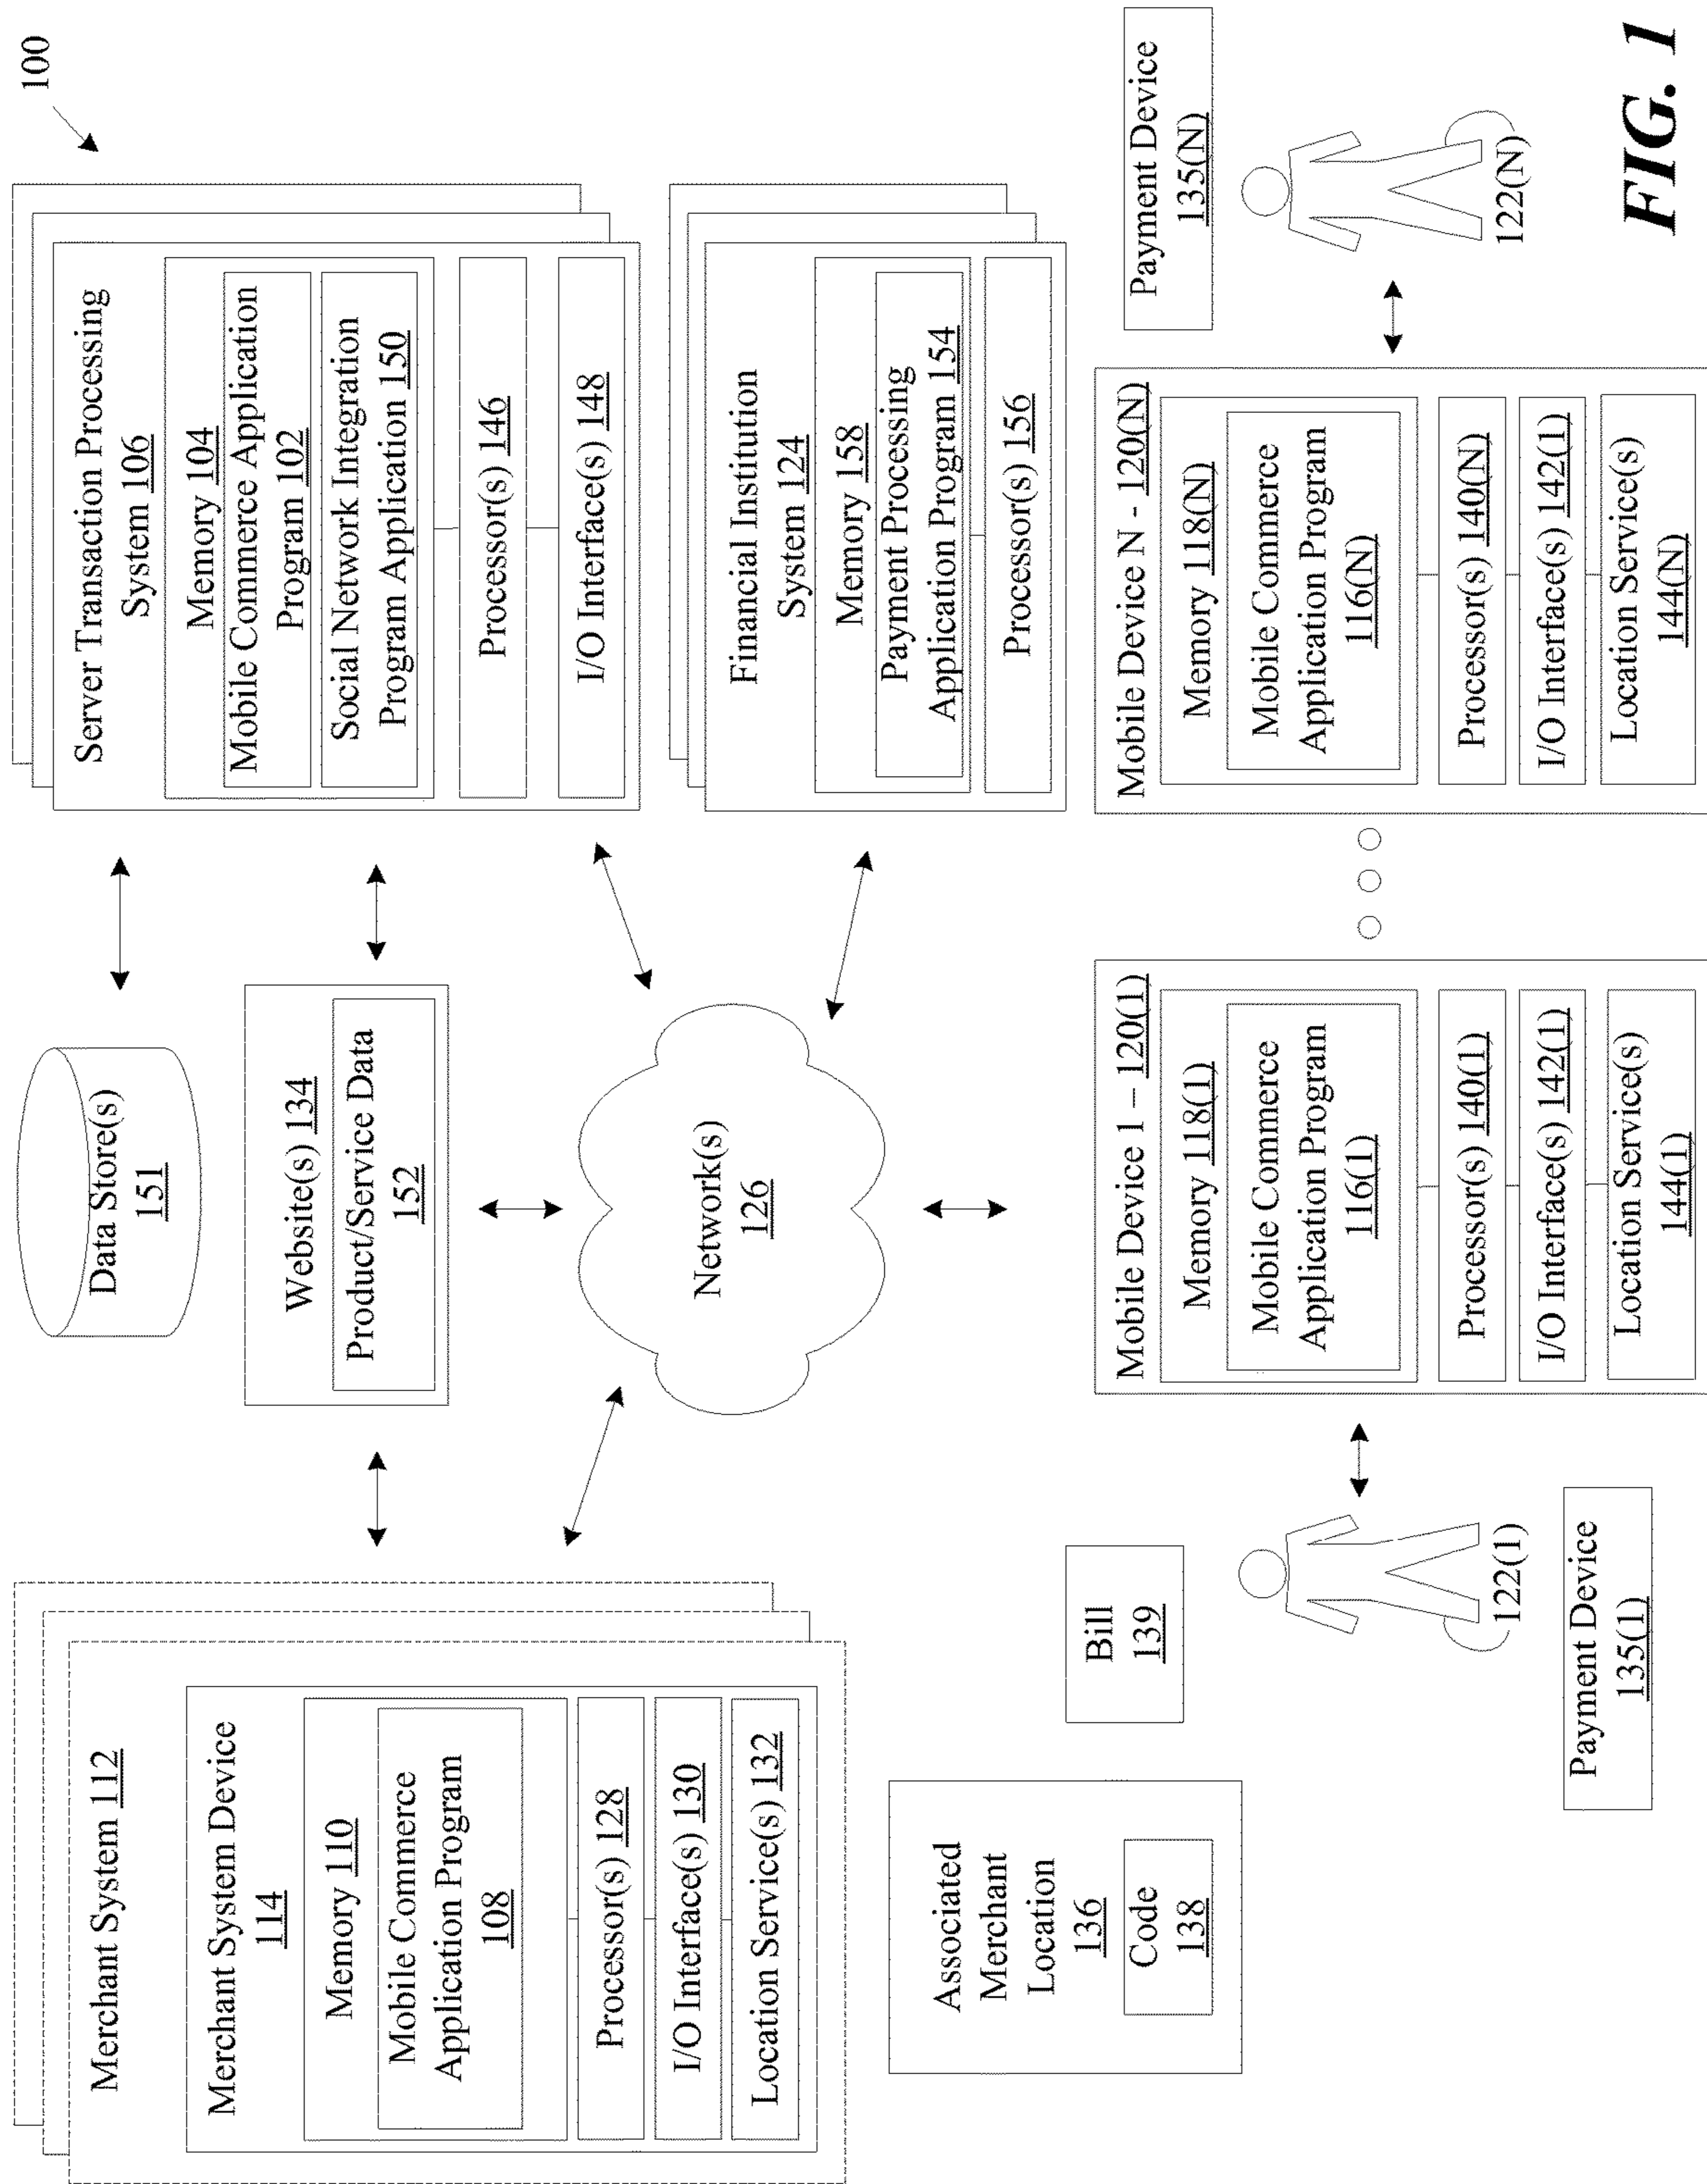 100
Merchant System 112
Merchant System Device
114
Memory 110
Mobile Commerce
Application Program
108
Processor(s) 128
I/O Interface(s) 130
Location Service(s) 132
Data Store(s)
151
Website(s) 134
Product/Service Data
152
Network(s)
126
Server Transaction Processing
System 106
Memory 104
Mobile Commerce Application
Program 102
Social Network Integration
Program Application 150
Processor(s) 146
I/O Interface(s) 148
Financial Institution
System 124
Memory 158
Payment Processing
Application Program 154
Processor(s) 156
Associated
Merchant
Location
136
Code
138
Bill
139
122(1)
Payment Device
135(1)
Mobile Device 1 – 120(1)
Memory 118(1)
Mobile Commerce
Application Program
116(1)
Processor(s) 140(1)
I/O Interface(s) 142(1)
Location Service(s)
144(1)
Mobile Device N - 120(N)
Memory 118(N)
Mobile Commerce
Application Program
116(N)
Processor(s) 140(N)
I/O Interface(s) 142(1)
Location Service(s)
144(N)
Payment Device
135(N)
122(N)
FIG. 1